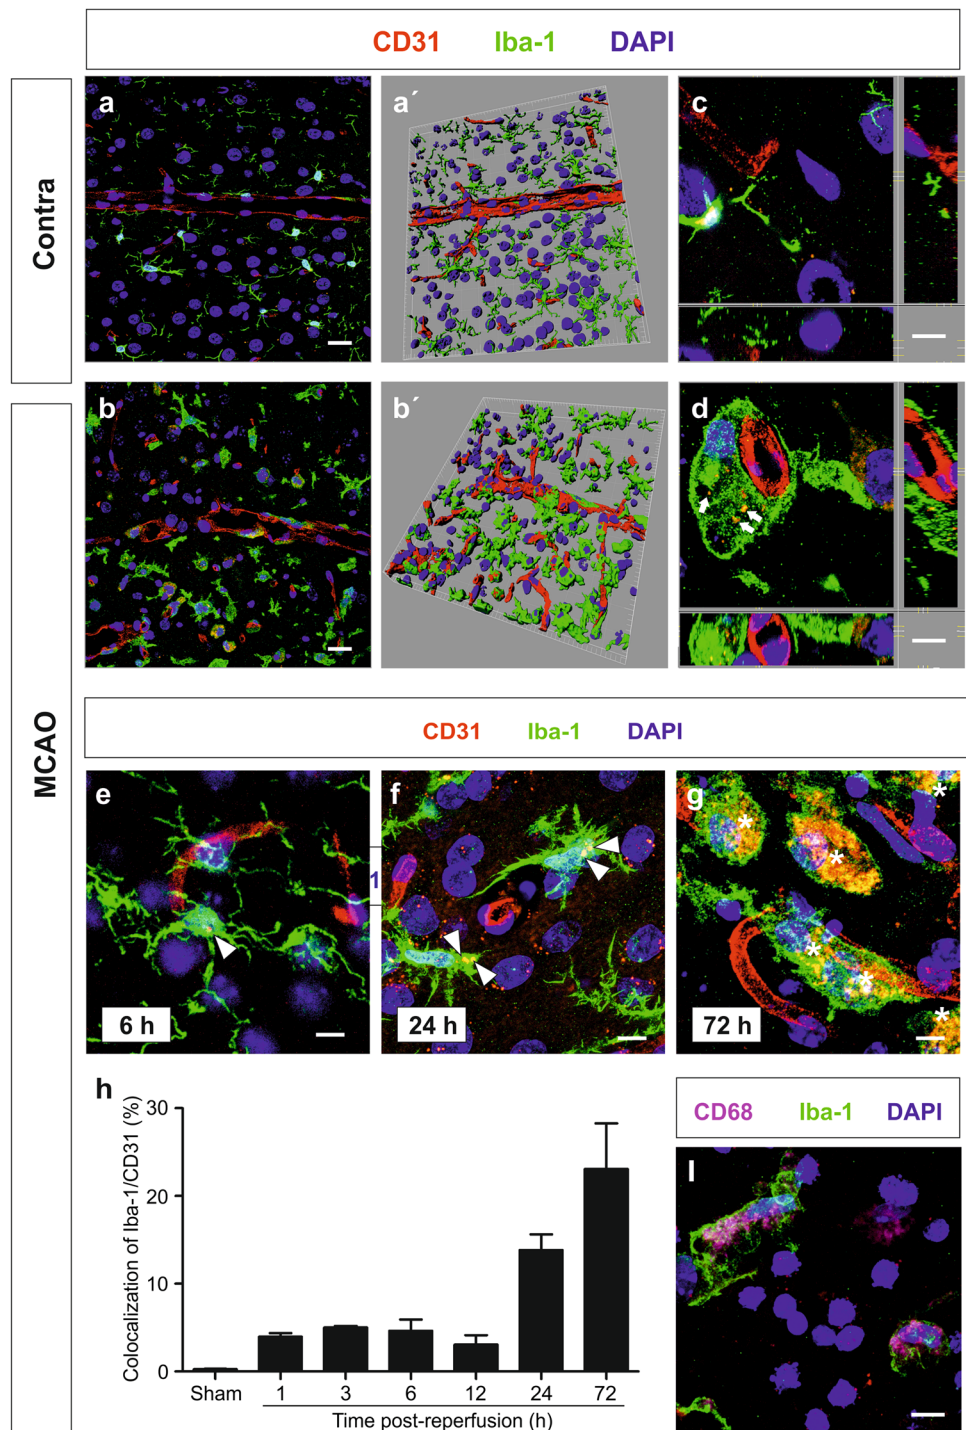 CD31 Iba-1 DAPI
Contra
a
a´
c
MCAO
b
b´
d
CD31 Iba-1 DAPI
e
6 h
1
f
24 h
g
* * * * * *
72 h
h
Colocalization of Iba-1/CD31 (%)
30
20
10
0
Sham 1 3 6 12 24 72
Time post-reperfusion (h)
CD68 Iba-1 DAPI
I